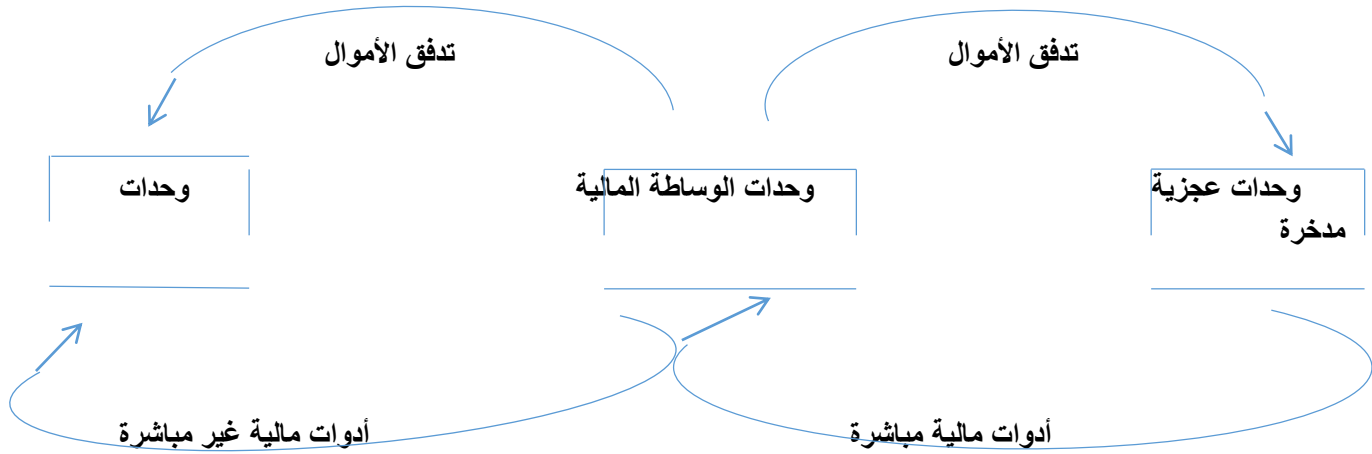 تدفق الأموال
تدفق الأموال
وحدات عجزية
مدخرة
وحدات الوساطة المالية
وحدات
أدوات مالية مباشرة
أدوات مالية غير مباشرة